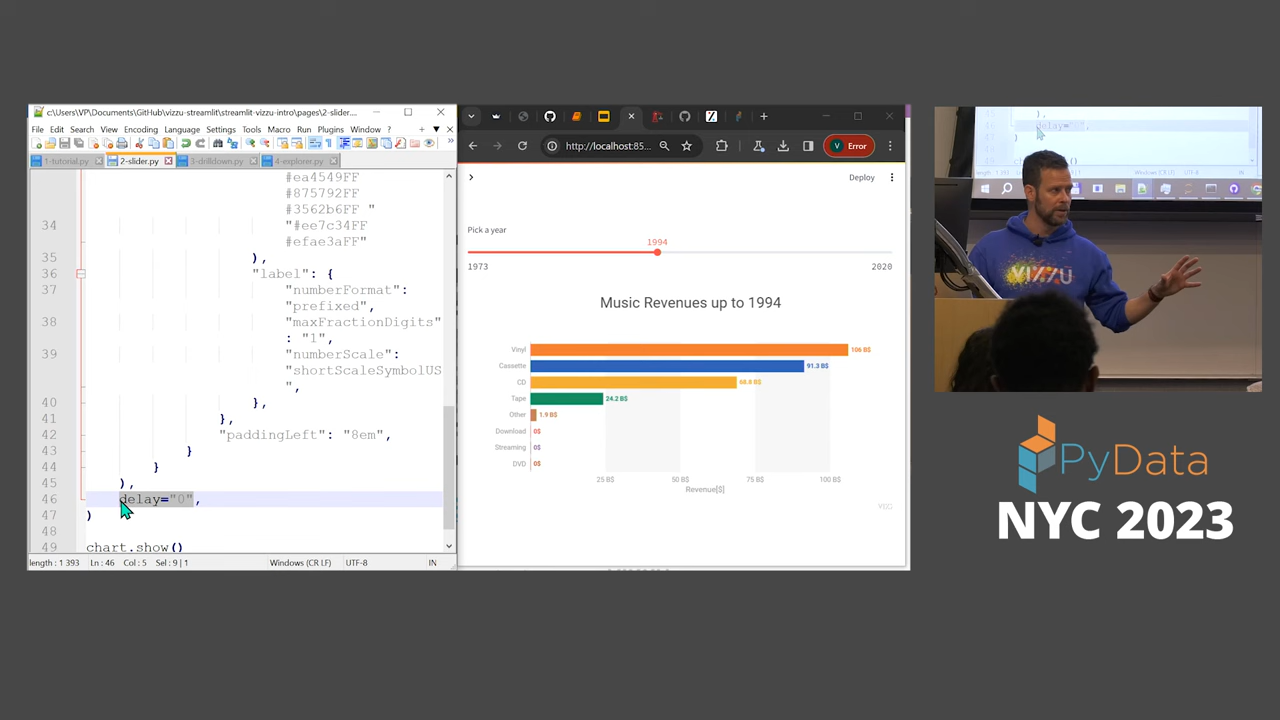 c:\Users\VP\Documents\GitHub\vizzu-streamlit\streamlit-vizzu-intro\pages\2-slider....
File Edit Search View Encoding Language Settings Tools Macro Run Plugins Window ?
1-tutorial.py 2-slider.py 3-drilldown.py 4-explorer.py
#ea4549FF
#875792FF
#3562b6FF "
34 "#ee7c34FF
#efae3aFF"
35 ),
36 "label": {
37 "numberFormat":
"prefixed",
38 "maxFractionDigits"
: "1",
39 "numberScale":
"shortScaleSymbolUS
",
40 },
41 },
42 "paddingLeft": "8em",
43 }
44 }
45 ),
46 delay="0",
47 )
48
49 chart.show()
length : 1 393 Ln : 46 Col : 5 Sel : 9 | 1 Windows (CR LF) UTF-8 IN
http://localhost:85...
V Error
Deploy
Pick a year
1994
1973 2020
Music Revenues up to 1994
Vinyl 106 B$
Cassette 91.3 B$
CD 68.8 B$
Tape 24.2 B$
Other 1.9 B$
Download 0$
Streaming 0$
DVD 0$
25 B$ 50 B$ 75 B$ 100 B$
Revenue[$]
delay="0",
VIZZU
PyData
NYC 2023